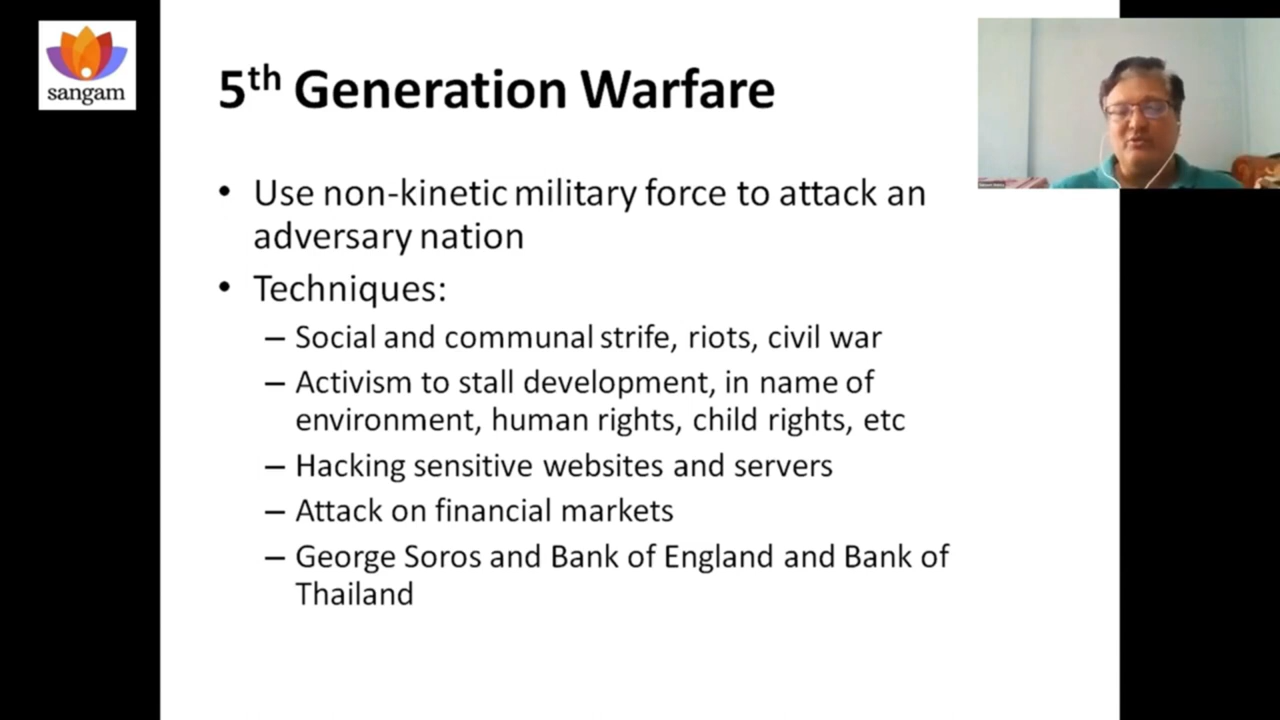 sangam
5th Generation Warfare
• Use non-kinetic military force to attack an
adversary nation
• Techniques:
– Social and communal strife, riots, civil war
– Activism to stall development, in name of
environment, human rights, child rights, etc
– Hacking sensitive websites and servers
– Attack on financial markets
– George Soros and Bank of England and Bank of
Thailand